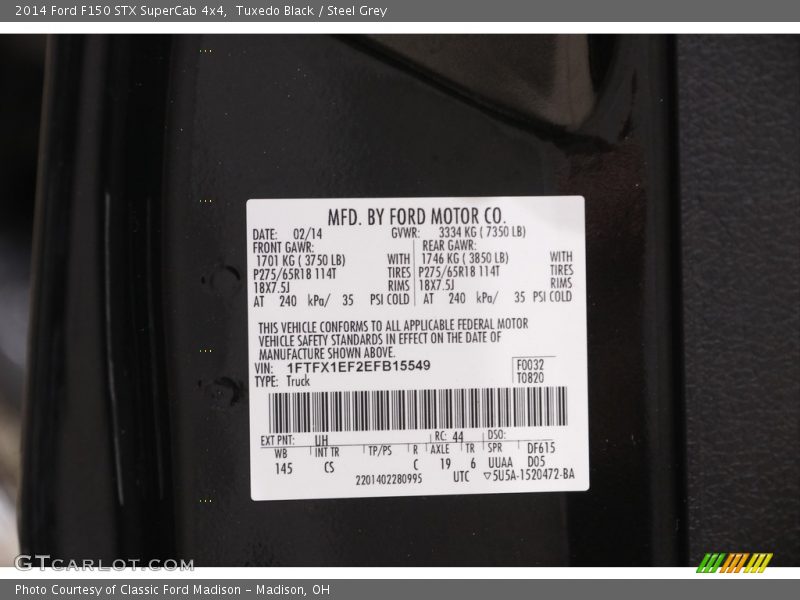 2014 Ford F150 STX SuperCab 4x4,  Tuxedo Black / Steel Grey
MFD. BY FORD MOTOR CO.
DATE: 02/14 GVWR: 3334 KG ( 7350 LB)
FRONT GAWR: REAR GAWR:
1701 KG ( 3750 LB) WITH 1746 KG ( 3850 LB) WITH
P275/65R18 114T TIRES P275/65R18 114T TIRES
18X7.5J RIMS 18X7.5J RIMS
AT 240 kPa/ 35 PSI COLD AT 240 kPa/ 35 PSI COLD
THIS VEHICLE CONFORMS TO ALL APPLICABLE FEDERAL MOTOR
VEHICLE SAFETY STANDARDS IN EFFECT ON THE DATE OF
MANUFACTURE SHOWN ABOVE.
VIN: 1FTFX1EF2EFB15549 F0032
TYPE: Truck T0820
EXT PNT: UH RC: 44 DSO:
WB INT TR TP/PS R AXLE TR SPR DF615
145 CS C 19 6 UUAA D05
2201402280995 UTC ▽5U5A-1520472-BA
GTCARLOT.COM
Photo Courtesy of Classic Ford Madison – Madison, OH